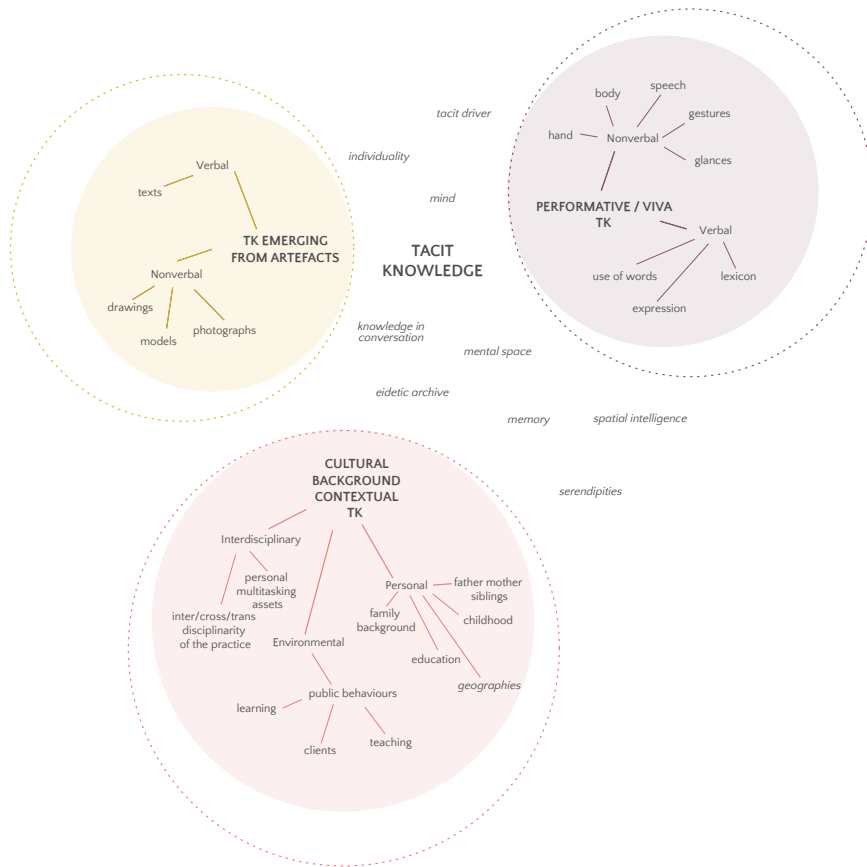 tacit driver
individuality
mind
TACIT
KNOWLEDGE
knowledge in
conversation
mental space
eidetic archive
memory
spatial intelligence
serendipities
Verbal
texts
TK EMERGING
FROM ARTEFACTS
Nonverbal
drawings
models
photographs
body
speech
gestures
hand
Nonverbal
glances
PERFORMATIVE / VIVA
TK
Verbal
use of words
lexicon
expression
CULTURAL
BACKGROUND
CONTEXTUAL
TK
Interdisciplinary
personal
multitasking
assets
inter/cross/trans
disciplinarity
of the practice
Environmental
public behaviours
learning
clients
teaching
Personal
father mother
siblings
childhood
family
background
education
geographies